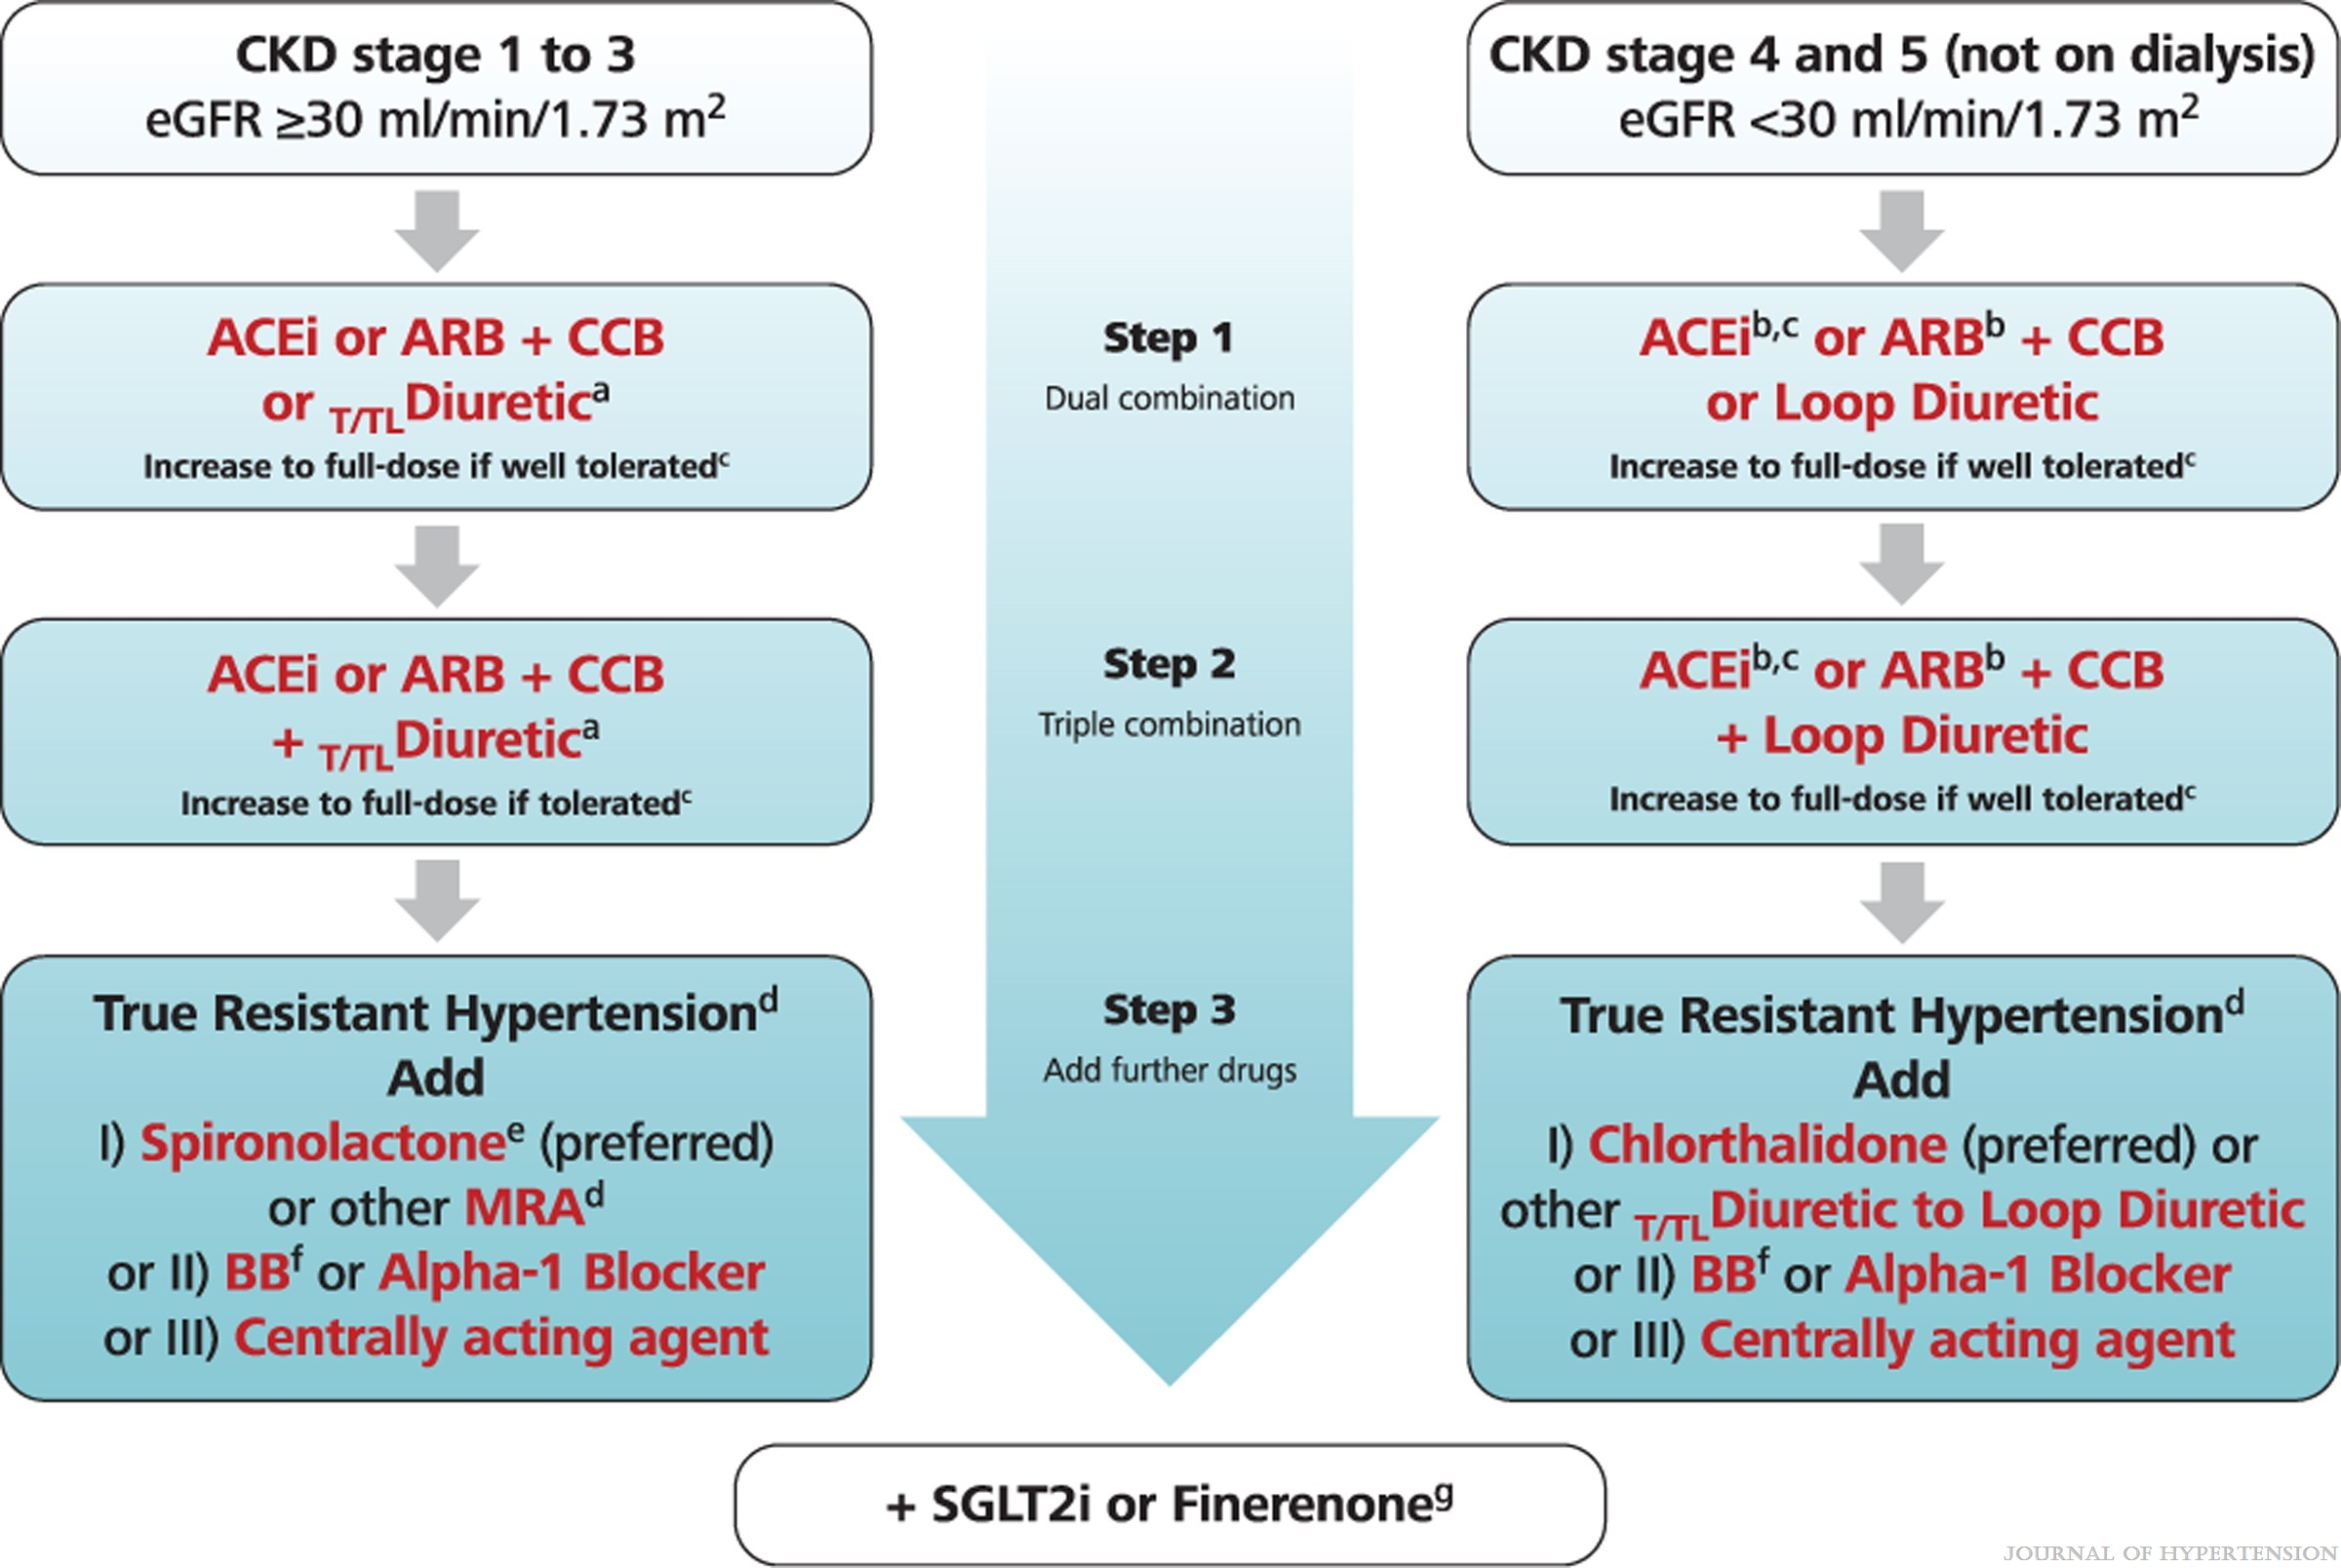 CKD stage 1 to 3
eGFR ≥30 ml/min/1.73 m²
ACEi or ARB + CCB
or T/TLDiureticᵃ
Increase to full-dose if well toleratedᶜ
ACEi or ARB + CCB
+ T/TLDiureticᵃ
Increase to full-dose if toleratedᶜ
True Resistant Hypertensionᵈ
Add
I) Spironolactoneᵉ (preferred)
or other MRAᵈ
or II) BBᶠ or Alpha-1 Blocker
or III) Centrally acting agent
Step 1
Dual combination
Step 2
Triple combination
Step 3
Add further drugs
CKD stage 4 and 5 (not on dialysis)
eGFR <30 ml/min/1.73 m²
ACEiᵇ,ᶜ or ARBᵇ + CCB
or Loop Diuretic
Increase to full-dose if well toleratedᶜ
ACEiᵇ,ᶜ or ARBᵇ + CCB
+ Loop Diuretic
Increase to full-dose if well toleratedᶜ
True Resistant Hypertensionᵈ
Add
I) Chlorthalidone (preferred) or
other T/TLDiuretic to Loop Diuretic
or II) BBᶠ or Alpha-1 Blocker
or III) Centrally acting agent
+ SGLT2i or Finerenoneᵍ
JOURNAL OF HYPERTENSION